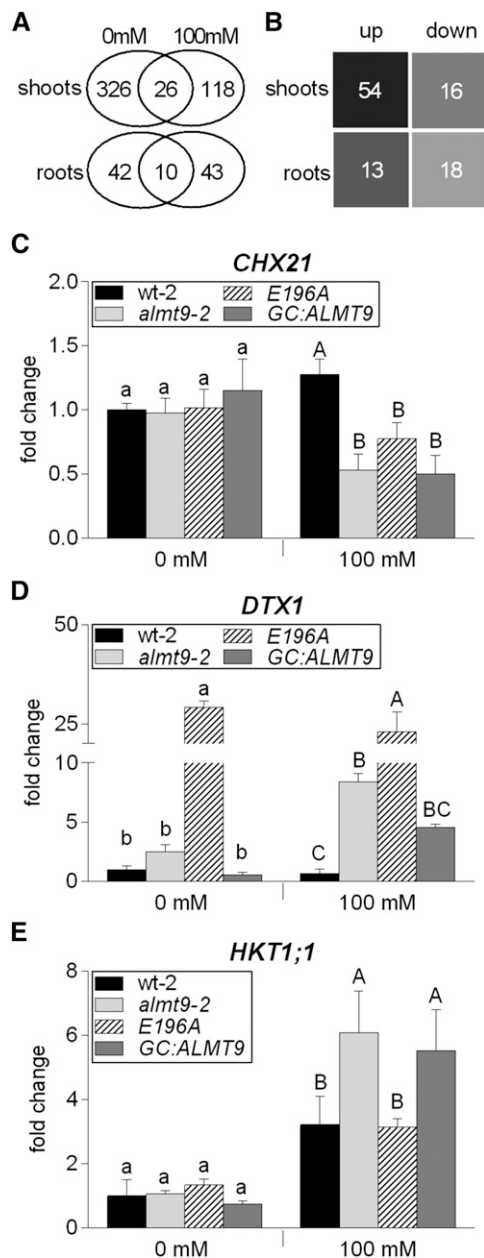 A
0mM 100mM
shoots 326 26 118
roots 42 10 43
B
up down
shoots 54 16
roots 13 18
C
CHX21
wt-2 E196A
almt9-2 GC:ALMT9
2.0
1.5
1.0
0.5
0.0
fold change
a a a a A B B B
0 mM 100 mM
D
DTX1
wt-2 E196A
almt9-2 GC:ALMT9
50
25
10
5
0
fold change
b b a b C B A BC
0 mM 100 mM
E
HKT1;1
wt-2
almt9-2
E196A
GC:ALMT9
8
6
4
2
0
fold change
a a a a B A B A
0 mM 100 mM